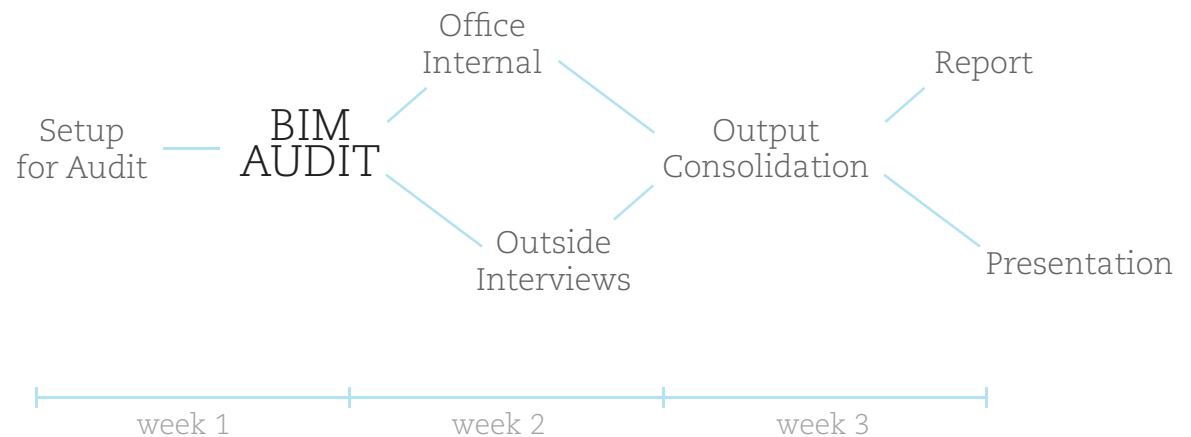 Office
Internal
Report
Setup
for Audit
BIM
AUDIT
Output
Consolidation
Outside
Interviews
Presentation
week 1
week 2
week 3